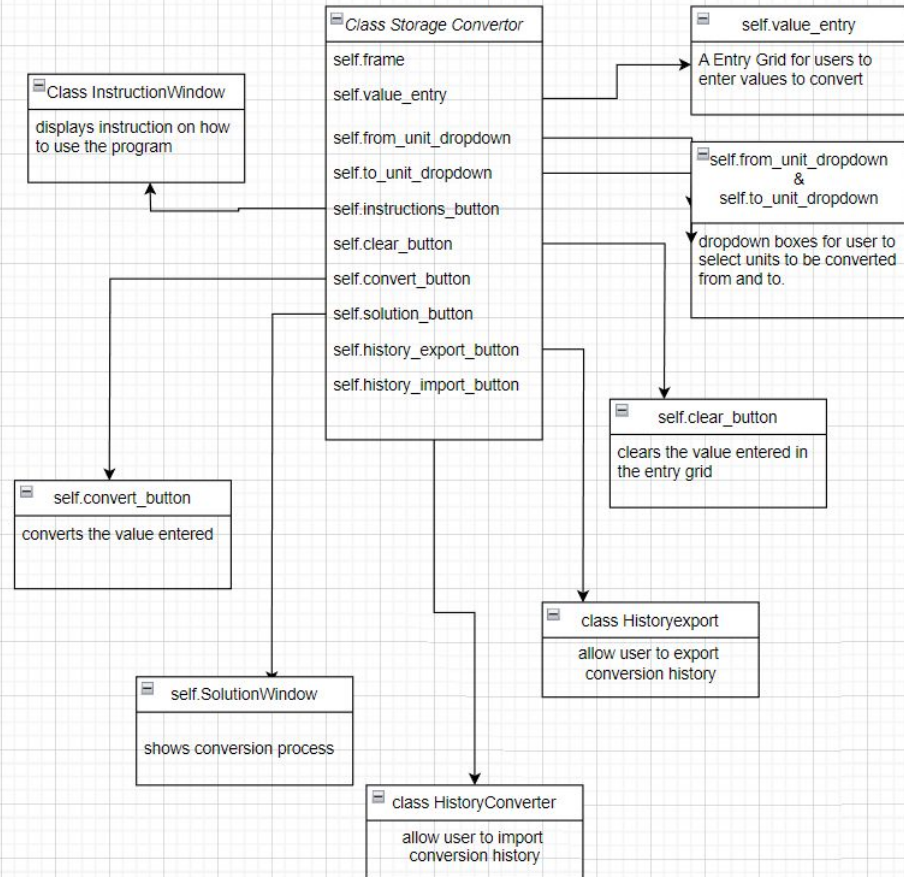 Class Storage Convertor
self.frame
self.value_entry
self.from_unit_dropdown
self.to_unit_dropdown
self.instructions_button
self.clear_button
self.convert_button
self.solution_button
self.history_export_button
self.history_import_button
self.value_entry
A Entry Grid for users to
enter values to convert
Class InstructionWindow
displays instruction on how
to use the program
self.from_unit_dropdown
&
self.to_unit_dropdown
dropdown boxes for user to
select units to be converted
from and to.
self.clear_button
clears the value entered in
the entry grid
self.convert_button
converts the value entered
class Historyexport
allow user to export
conversion history
self.SolutionWindow
shows conversion process
class HistoryConverter
allow user to import
conversion history